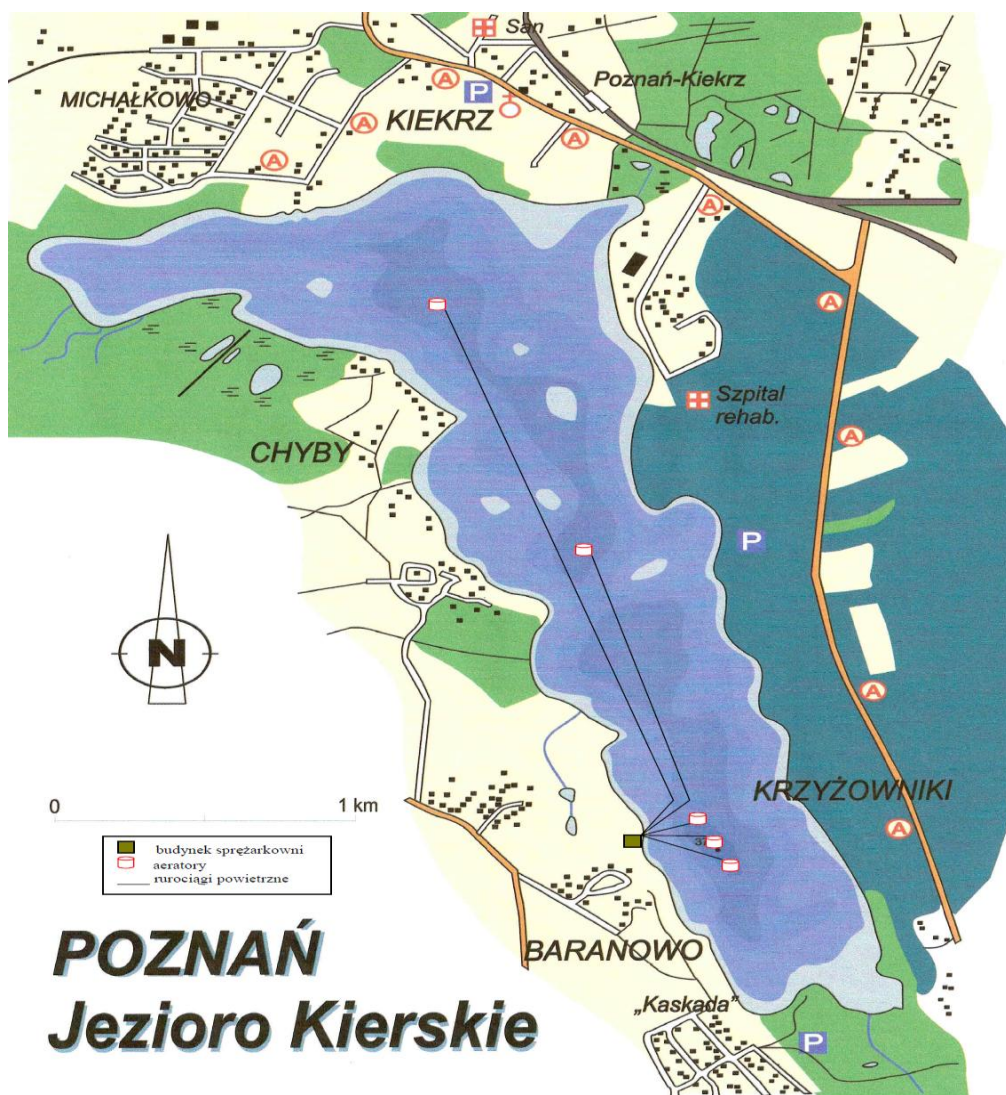 San
Poznań-Kiekrz
MICHAŁKOWO
A
P
KIEKRZ
A
A
A
A
A
Szpital
rehab.
A
CHYBY
P
N
A
KRZYŻOWNIKI
0 1 km
A
37
budynek sprężarkowni
aeratory
rurociągi powietrzne
BARANOWO
POZNAŃ
Jezioro Kierskie
„Kaskada”
P